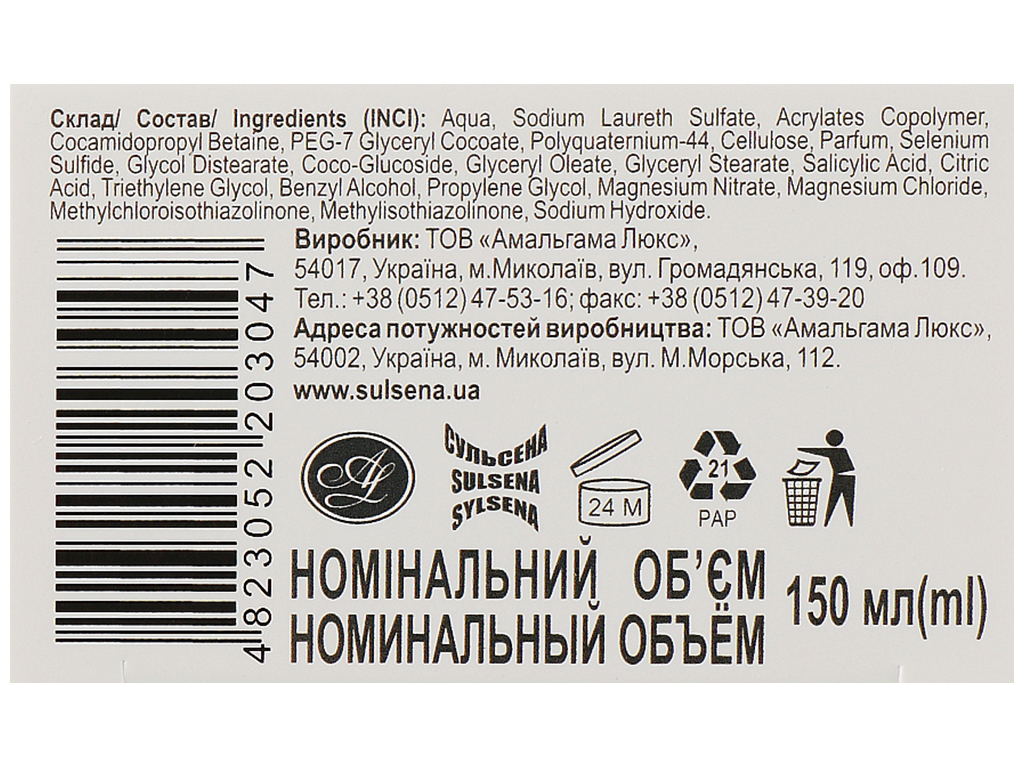 Склад/ Состав/ Ingredients (INCI): Aqua, Sodium Laureth Sulfate, Acrylates Copolymer,
Cocamidopropyl Betaine, PEG-7 Glyceryl Cocoate, Polyquaternium-44, Cellulose, Parfum, Selenium
Sulfide, Glycol Distearate, Coco-Glucoside, Glyceryl Oleate, Glyceryl Stearate, Salicylic Acid, Citric
Acid, Triethylene Glycol, Benzyl Alcohol, Propylene Glycol, Magnesium Nitrate, Magnesium Chloride,
Methylchloroisothiazolinone, Methylisothiazolinone, Sodium Hydroxide.
Виробник: ТОВ «Амальгама Люкс»,
54017, Україна, м.Миколаїв, вул. Громадянська, 119, оф.109.
Тел.: +38 (0512) 47-53-16; факс: +38 (0512) 47-39-20
Адреса потужностей виробництва: ТОВ «Амальгама Люкс»,
54002, Україна, м. Миколаїв, вул. М.Морська, 112.
www.sulsena.ua
4823052203047
AL
СУЛЬСЕНА
SULSENA
SYLSENA
24 M
21
PAP
НОМІНАЛЬНИЙ ОБ’ЄМ
НОМИНАЛЬНЫЙ ОБЪЁМ
150 мл(ml)